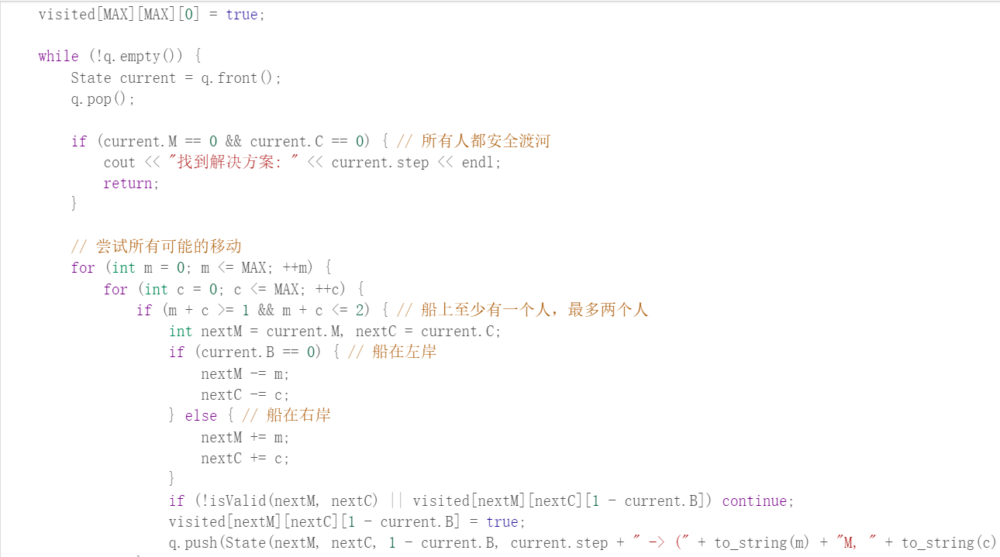 visited[MAX][MAX][0] = true;
while (!q.empty()) {
State current = q.front();
q.pop();
if (current.M == 0 && current.C == 0) { // 所有人都安全渡河
cout << "找到解决方案: " << current.step << endl;
return;
}
// 尝试所有可能的移动
for (int m = 0; m <= MAX; ++m) {
for (int c = 0; c <= MAX; ++c) {
if (m + c >= 1 && m + c <= 2) { // 船上至少有一个人，最多两个人
int nextM = current.M, nextC = current.C;
if (current.B == 0) { // 船在左岸
nextM -= m;
nextC -= c;
} else { // 船在右岸
nextM += m;
nextC += c;
}
if (!isValid(nextM, nextC) || visited[nextM][nextC][1 - current.B]) continue;
visited[nextM][nextC][1 - current.B] = true;
q.push(State(nextM, nextC, 1 - current.B, current.step + " -> (" + to_string(m) + "M, " + to_string(c)